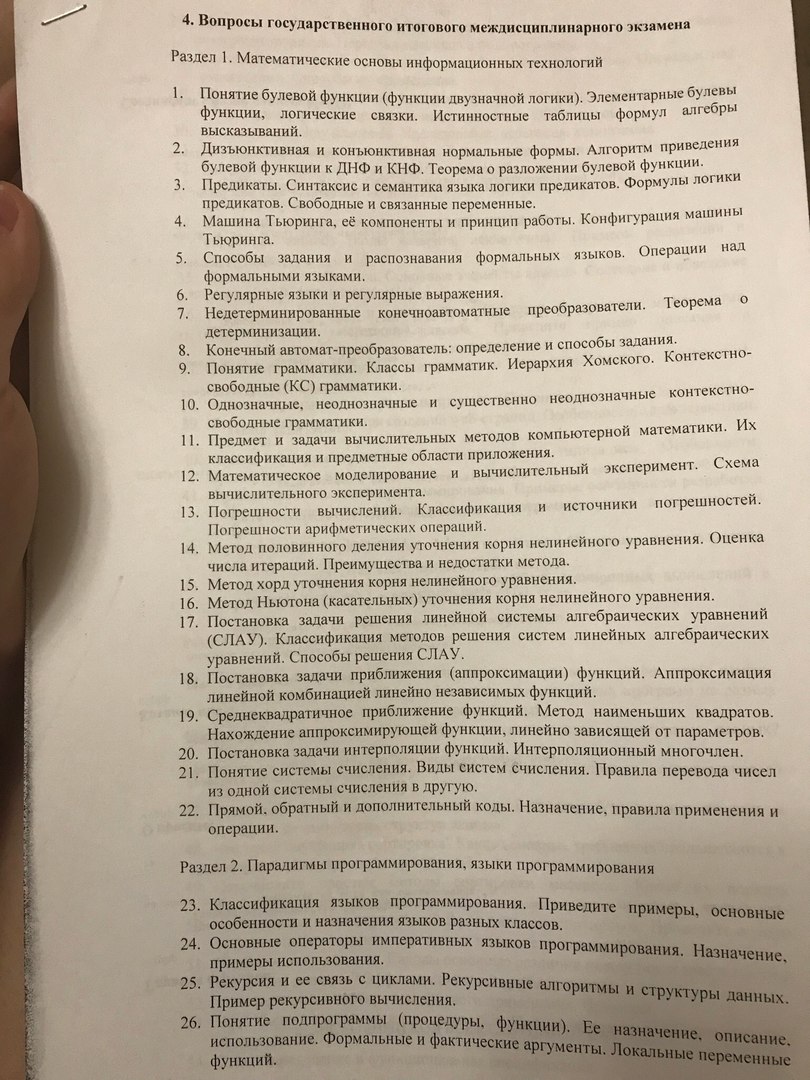 4. Вопросы государственного итогового междисциплинарного экзамена
Раздел 1. Математические основы информационных технологий
1. Понятие булевой функции (функции двузначной логики). Элементарные булевы
функции, логические связки. Истинностные таблицы формул алгебры
высказываний.
2. Дизъюнктивная и конъюнктивная нормальные формы. Алгоритм приведения
булевой функции к ДНФ и КНФ. Теорема о разложении булевой функции.
3. Предикаты. Синтаксис и семантика языка логики предикатов. Формулы логики
предикатов. Свободные и связанные переменные.
4. Машина Тьюринга, её компоненты и принцип работы. Конфигурация машины
Тьюринга.
5. Способы задания и распознавания формальных языков. Операции над
формальными языками.
6. Регулярные языки и регулярные выражения.
7. Недетерминированные конечноавтоматные преобразователи. Теорема о
детерминизации.
8. Конечный автомат-преобразователь: определение и способы задания.
9. Понятие грамматики. Классы грамматик. Иерархия Хомского. Контекстно-
свободные (КС) грамматики.
10. Однозначные, неоднозначные и существенно неоднозначные контекстно-
свободные грамматики.
11. Предмет и задачи вычислительных методов компьютерной математики. Их
классификация и предметные области приложения.
12. Математическое моделирование и вычислительный эксперимент. Схема
вычислительного эксперимента.
13. Погрешности вычислений. Классификация и источники погрешностей.
Погрешности арифметических операций.
14. Метод половинного деления уточнения корня нелинейного уравнения. Оценка
числа итераций. Преимущества и недостатки метода.
15. Метод хорд уточнения корня нелинейного уравнения.
16. Метод Ньютона (касательных) уточнения корня нелинейного уравнения.
17. Постановка задачи решения линейной системы алгебраических уравнений
(СЛАУ). Классификация методов решения систем линейных алгебраических
уравнений. Способы решения СЛАУ.
18. Постановка задачи приближения (аппроксимации) функций. Аппроксимация
линейной комбинацией линейно независимых функций.
19. Среднеквадратичное приближение функций. Метод наименьших квадратов.
Нахождение аппроксимирующей функции, линейно зависящей от параметров.
20. Постановка задачи интерполяции функций. Интерполяционный многочлен.
21. Понятие системы счисления. Виды систем счисления. Правила перевода чисел
из одной системы счисления в другую.
22. Прямой, обратный и дополнительный коды. Назначение, правила применения и
операции.
Раздел 2. Парадигмы программирования, языки программирования
23. Классификация языков программирования. Приведите примеры, основные
особенности и назначения языков разных классов.
24. Основные операторы императивных языков программирования. Назначение,
примеры использования.
25. Рекурсия и ее связь с циклами. Рекурсивные алгоритмы и структуры данных.
Пример рекурсивного вычисления.
26. Понятие подпрограммы (процедуры, функции). Ее назначение, описание,
использование. Формальные и фактические аргументы. Локальные переменные
функций.